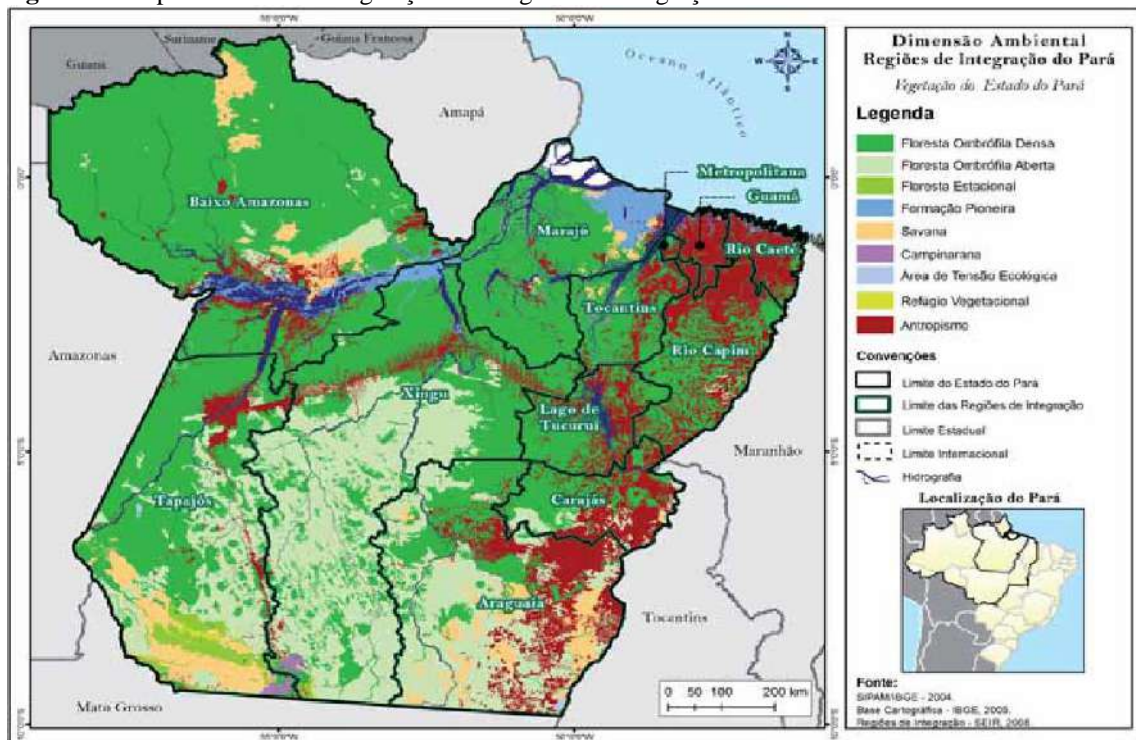 Suriname
Goiana Francesa
Guiana
Oceano Atlântico
Amapá
Metropolitana
Guamá
Baixo Amazonas
Marajó
Rio Caeté
Tocantins
Rio Capim
Amazonas
Xingu
Lago de
Tucuruí
Maranhão
Tapajós
Carajás
Araguaia
Tocantins
Mato Grosso
0 50 100 200 km
N
W E
S
Dimensão Ambiental
Regiões de Integração do Pará
Vegetação do Estado do Pará
Legenda
Floresta Ombrófila Densa
Floresta Ombrófila Aberta
Floresta Estacional
Formação Pioneira
Savana
Campinarana
Área de Tensão Ecológica
Refúgio Vegetacional
Antropismo
Convenções
Limite do Estado do Pará
Limite das Regiões de Integração
Limite Estadual
Limite Internacional
Hidrografia
Localização do Pará
Fonte:
SIPAM/IBGE - 2004.
Base Cartográfica - IBGE, 2009.
Regiões de Integração - SEIR, 2008.